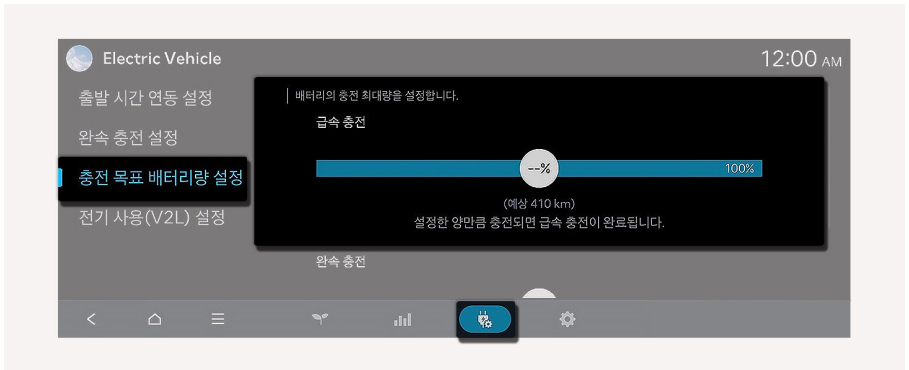 Electric Vehicle
12:00 AM
출발 시간 연동 설정
완속 충전 설정
충전 목표 배터리량 설정
전기 사용(V2L) 설정
배터리의 충전 최대량을 설정합니다.
급속 충전
--%
100%
(예상 410 km)
설정한 양만큼 충전되면 급속 충전이 완료됩니다.
완속 충전